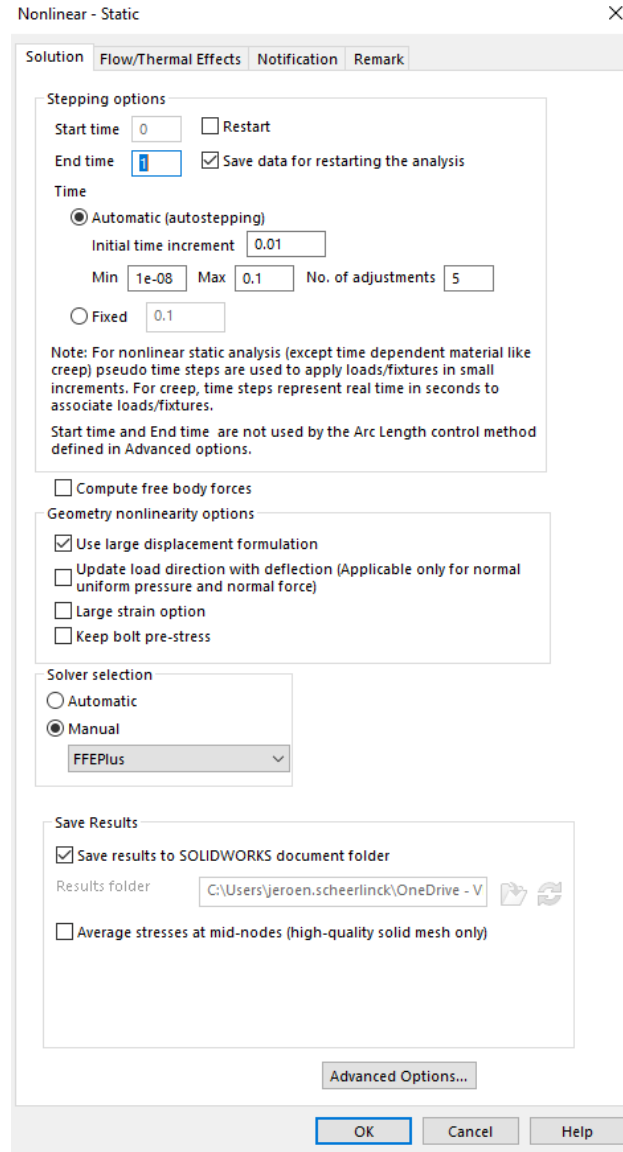 Nonlinear - Static
Solution Flow/Thermal Effects Notification Remark
Stepping options
Start time 0 Restart
End time 1 Save data for restarting the analysis
Time
Automatic (autostepping)
Initial time increment 0.01
Min 1e-08 Max 0.1 No. of adjustments 5
Fixed 0.1
Note: For nonlinear static analysis (except time dependent material like
creep) pseudo time steps are used to apply loads/fixtures in small
increments. For creep, time steps represent real time in seconds to
associate loads/fixtures.
Start time and End time are not used by the Arc Length control method
defined in Advanced options.
Compute free body forces
Geometry nonlinearity options
Use large displacement formulation
Update load direction with deflection (Applicable only for normal
uniform pressure and normal force)
Large strain option
Keep bolt pre-stress
Solver selection
Automatic
Manual
FFEPlus
Save Results
Save results to SOLIDWORKS document folder
Results folder C:\Users\jeroen.scheerlinck\OneDrive - V
Average stresses at mid-nodes (high-quality solid mesh only)
Advanced Options...
OK Cancel Help